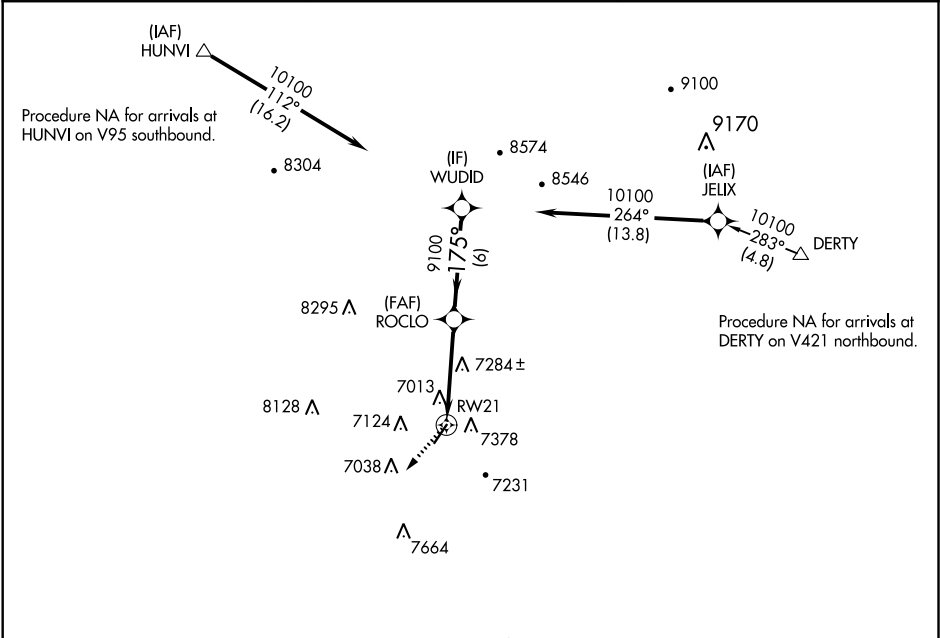 (IAF)
HUNVI
10100
112°
(16.2)
Procedure NA for arrivals at
HUNVI on V95 southbound.
9100
9170
8304
(IF)
WUDID
8574
8546
(IAF)
JELIX
10100
264°
(13.8)
10100
283°
(4.8)
DERTY
9100
175°
(6)
8295
(FAF)
ROCLO
Procedure NA for arrivals at
DERTY on V421 northbound.
7284±
7013
RW21
8128
7124
7378
7038
7231
7664